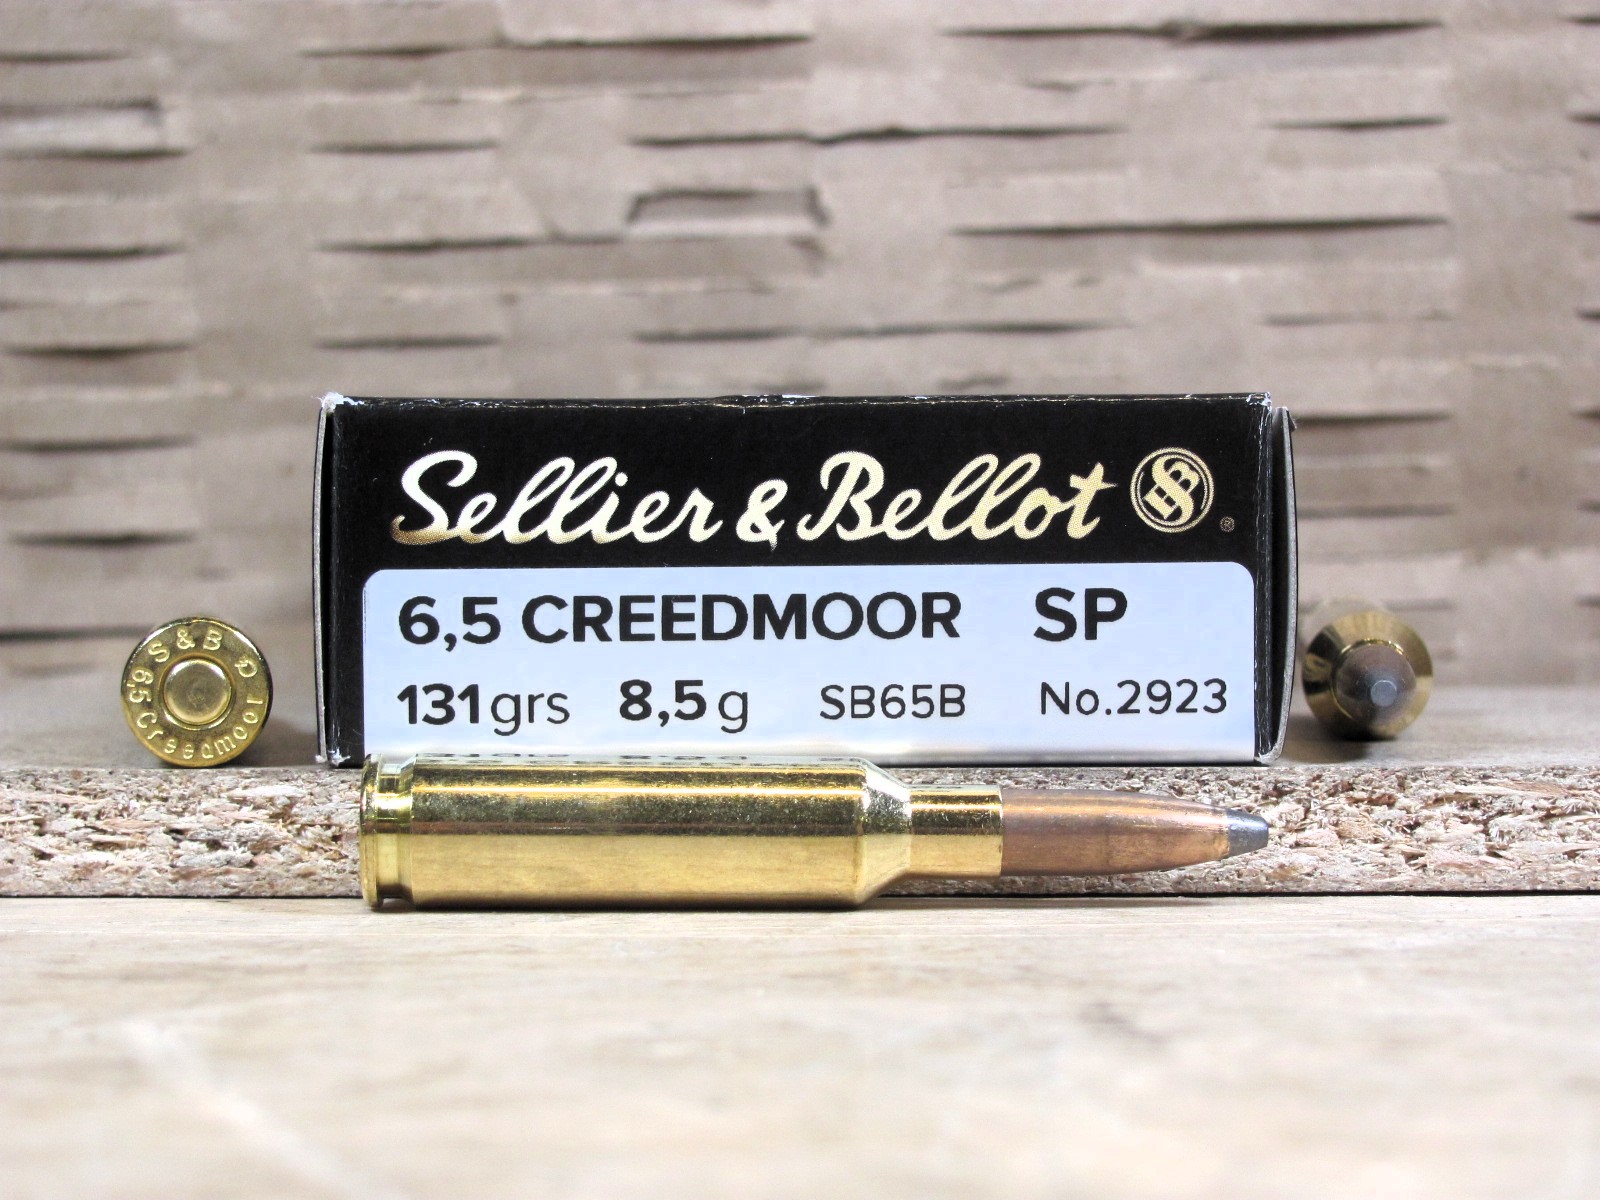 Sellier & Bellot ®
6,5 CREEDMOOR SP
131grs 8,5g SB65B No.2923
S & B
6,5 Creedmoor